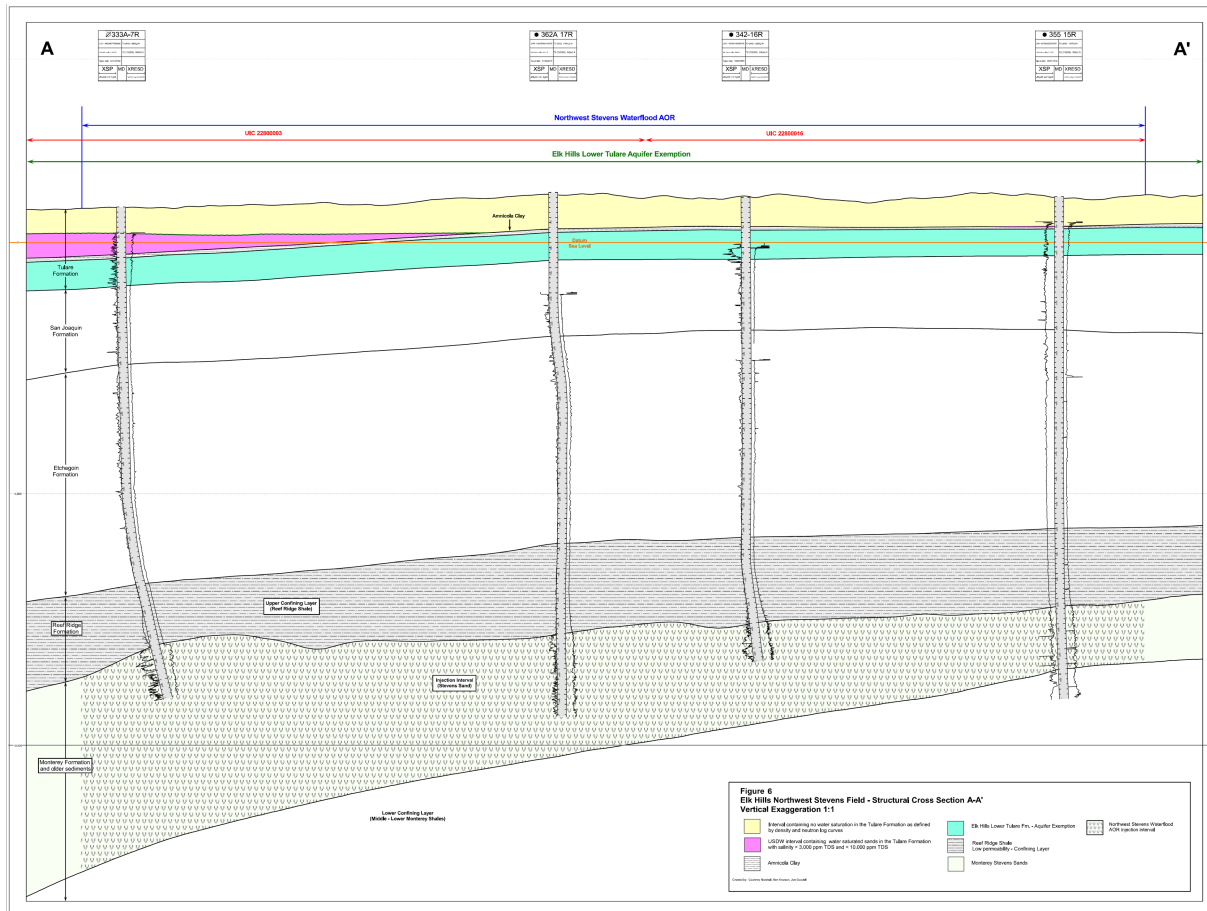 A
∅333A-7R
XSP MD XRESD
● 362A 17R
XSP MD XRESD
● 342-16R
XSP MD XRESD
● 355 15R
XSP MD XRESD
A'
Northwest Stevens Waterflood AOR
UIC 22800003
UIC 22800016
Elk Hills Lower Tulare Aquifer Exemption
Amnicola Clay
Datum
Sea Level
Tulare
Formation
San Joaquin
Formation
Etchegoin
Formation
Upper Confining Layer
(Reef Ridge Shale)
Reef Ridge
Formation
Injection Interval
(Stevens Sand)
Monterey Formation
and older sediments
Lower Confining Layer
(Middle - Lower Monterey Shales)
Figure 6
Elk Hills Northwest Stevens Field - Structural Cross Section A-A'
Vertical Exaggeration 1:1
Interval containing no water saturation in the Tulare Formation as defined
by density and neutron log curves
USDW interval containing water saturated sands in the Tulare Formation
with salinity > 3,000 ppm TDS and < 10,000 ppm TDS
Amnicola Clay
Elk Hills Lower Tulare Fm. - Aquifer Exemption
Reef Ridge Shale
Low permeability - Confining Layer
Monterey Stevens Sands
Northwest Stevens Waterflood
AOR injection interval